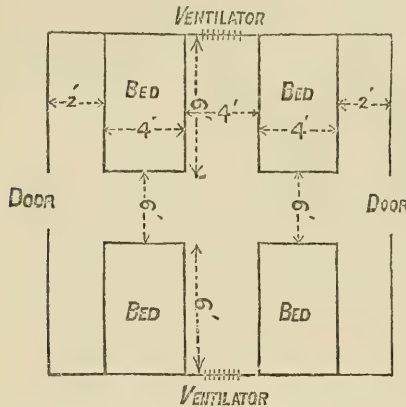 VENTILATOR
BED BED
2' 6' 2'
4' 4' 4'
DOOR 6' 6' DOOR
6'
BED BED
VENTILATOR